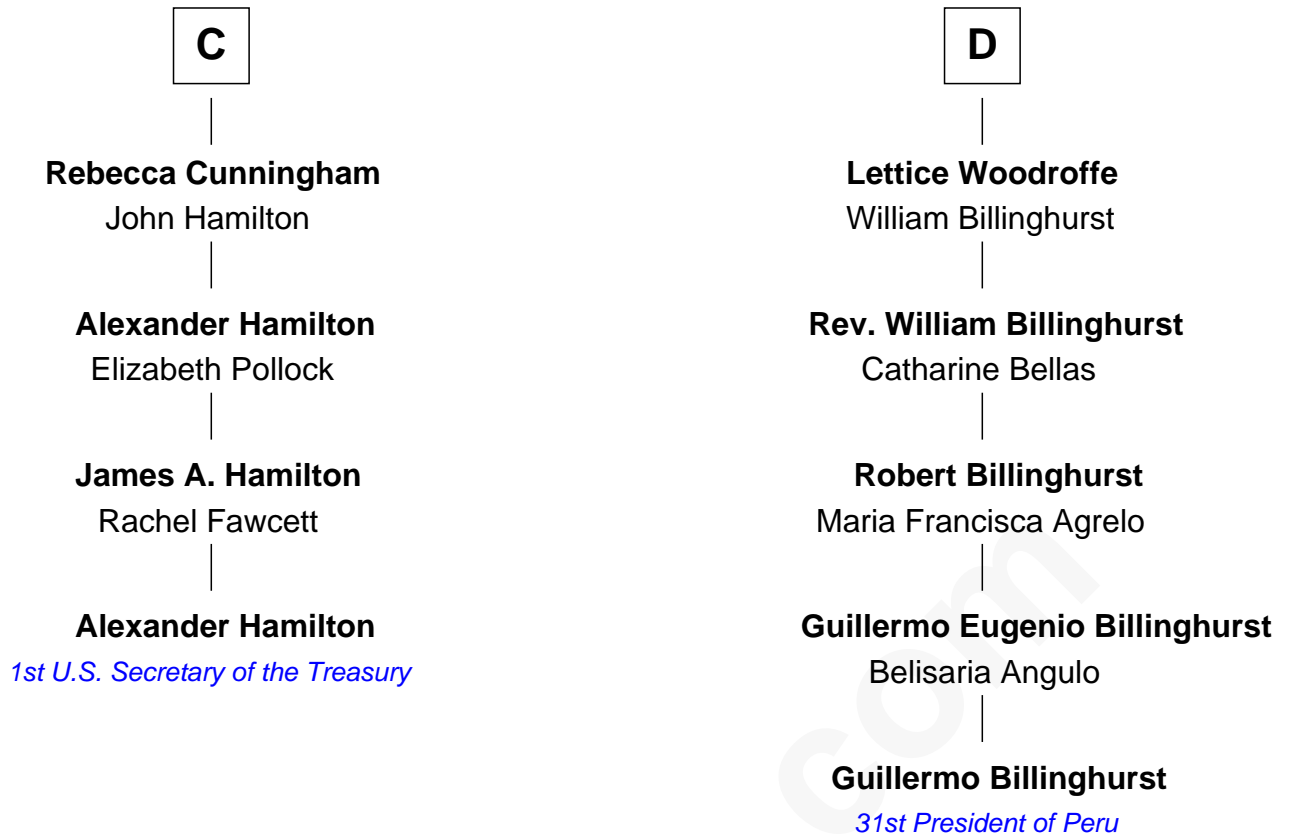 C
Rebecca Cunningham
John Hamilton
Alexander Hamilton
Elizabeth Pollock
James A. Hamilton
Rachel Fawcett
Alexander Hamilton
1st U.S. Secretary of the Treasury
D
Lettice Woodroffe
William Billinghurst
Rev. William Billinghurst
Catharine Bellas
Robert Billinghurst
Maria Francisca Agrelo
Guillermo Eugenio Billinghurst
Belisaria Angulo
Guillermo Billinghurst
31st President of Peru
com